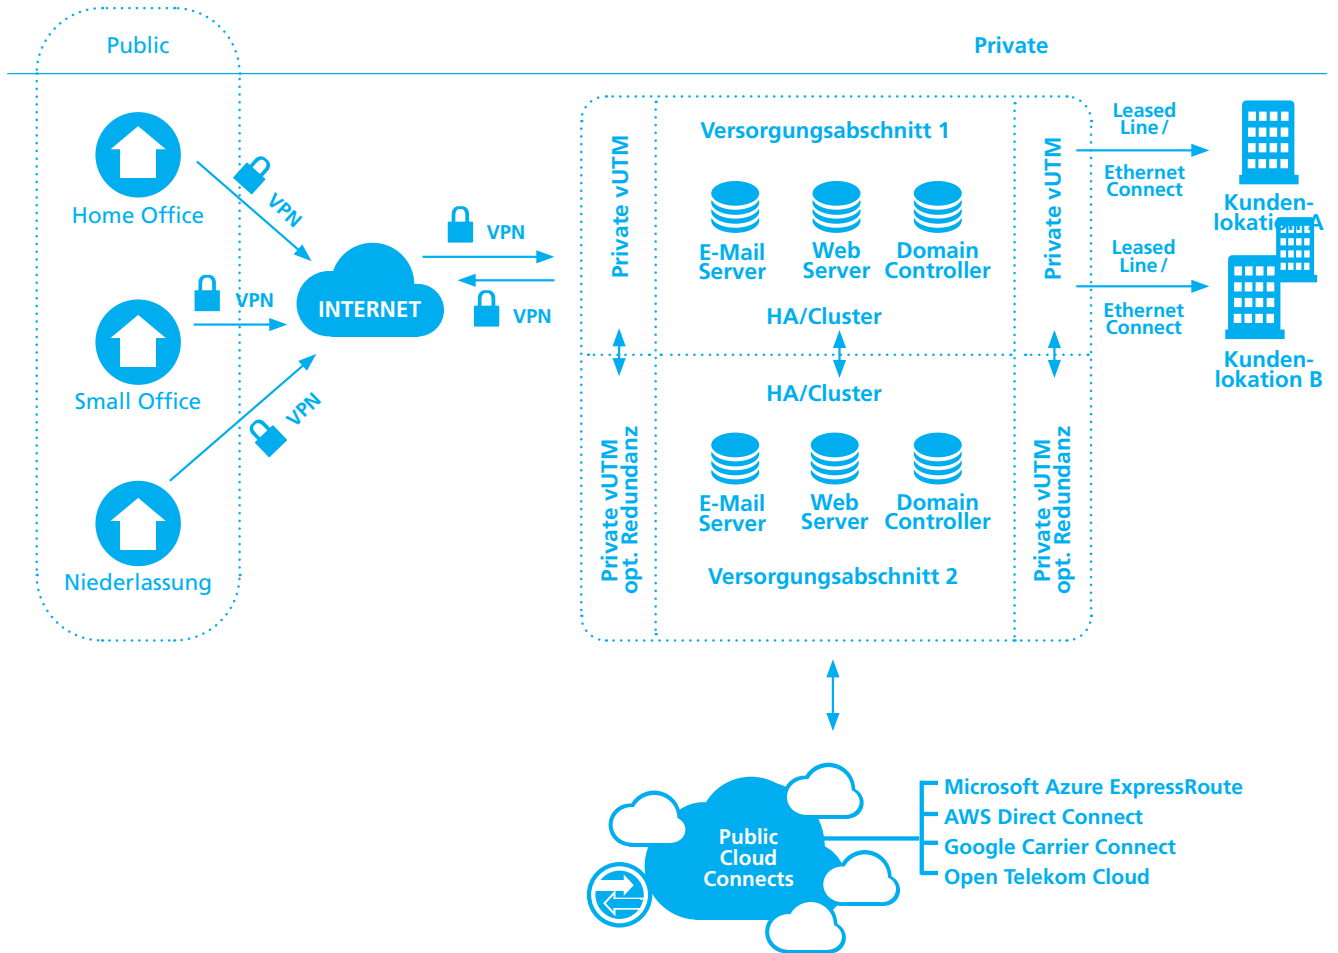 Public
Private
Home Office
VPN
Small Office
VPN
Niederlassung
VPN
INTERNET
VPN
VPN
Private vUTM
Versorgungsabschnitt 1
E-Mail
Server
Web
Server
Domain
Controller
HA/Cluster
Private vUTM
HA/Cluster
Private vUTM
opt. Redundanz
E-Mail
Server
Web
Server
Domain
Controller
Versorgungsabschnitt 2
Private vUTM
opt. Redundanz
Leased
Line /
Ethernet
Connect
Kunden-
lokation A
Leased
Line /
Ethernet
Connect
Kunden-
lokation B
Public
Cloud
Connects
Microsoft Azure ExpressRoute
AWS Direct Connect
Google Carrier Connect
Open Telekom Cloud